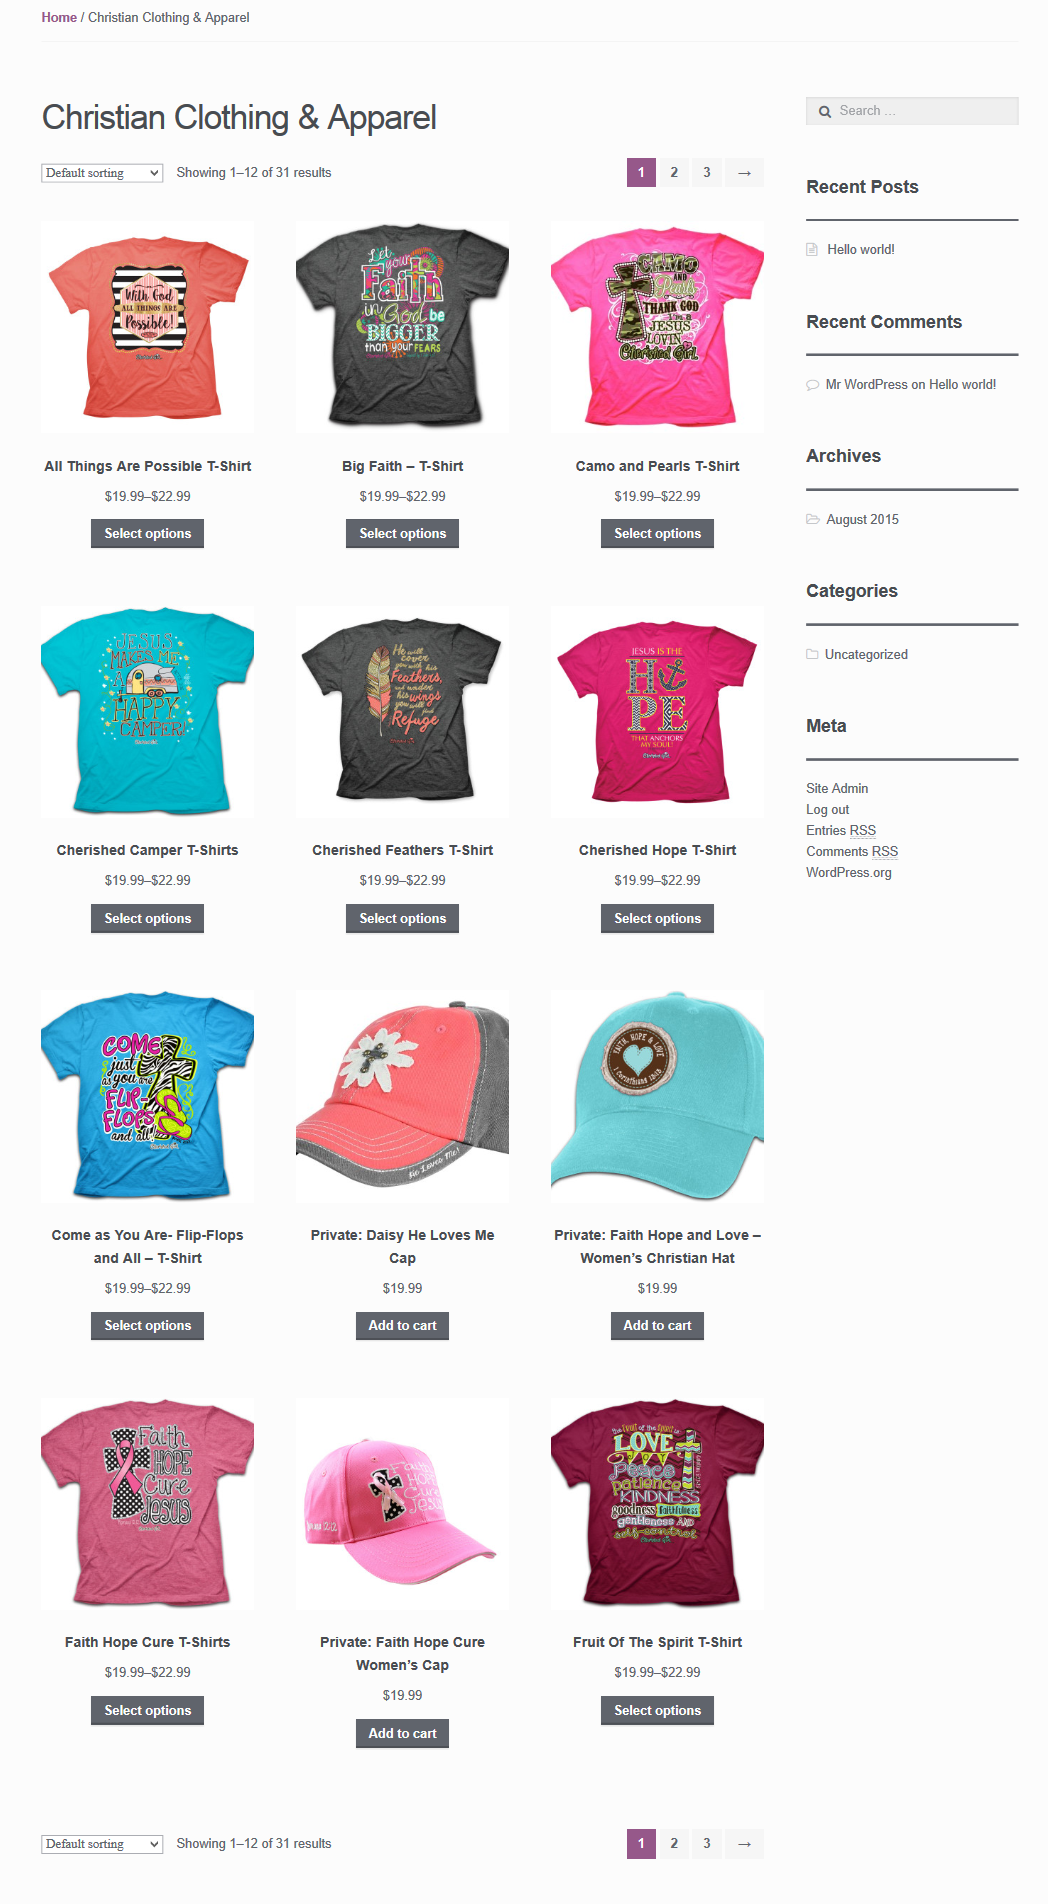 Home / Christian Clothing & Apparel
Christian Clothing & Apparel
Search ...
Default sorting
Showing 1–12 of 31 results
1 2 3 →
With God
ALL THINGS ARE
Possible!
Let
your
Faith
in God be
BIGGER
than your FEARS
CAMO
AND
Pearls
THANK GOD
I'm a
JESUS
LOVIN'
Cherished Girl
All Things Are Possible T-Shirt
$19.99–$22.99
Select options
Big Faith – T-Shirt
$19.99–$22.99
Select options
Camo and Pearls T-Shirt
$19.99–$22.99
Select options
JESUS
MAKES ME
A
HAPPY
CAMPER!
He will
cover
you with his
Feathers,
and under
his wings
you will
find
Refuge
JESUS IS THE
HOPE
THAT ANCHORS
MY SOUL!
Cherished Camper T-Shirts
$19.99–$22.99
Select options
Cherished Feathers T-Shirt
$19.99–$22.99
Select options
Cherished Hope T-Shirt
$19.99–$22.99
Select options
COME
just
as you are
FLIP-
FLOPS
and all!
He Loves Me!
FAITH, HOPE & LOVE
1 Corinthians 13:13
Come as You Are- Flip-Flops
and All – T-Shirt
$19.99–$22.99
Select options
Private: Daisy He Loves Me
Cap
$19.99
Add to cart
Private: Faith Hope and Love –
Women’s Christian Hat
$19.99
Add to cart
Faith
HOPE
Cure
JESUS
Faith
HOPE
Cure
Jesus
the Fruit of the Spirit is
LOVE
JOY
Peace
patience
KINDNESS
goodness Faithfulness
gentleness AND
self-control
Faith Hope Cure T-Shirts
$19.99–$22.99
Select options
Private: Faith Hope Cure
Women’s Cap
$19.99
Add to cart
Fruit Of The Spirit T-Shirt
$19.99–$22.99
Select options
Default sorting
Showing 1–12 of 31 results
1 2 3 →
Recent Posts
Hello world!
Recent Comments
Mr WordPress on Hello world!
Archives
August 2015
Categories
Uncategorized
Meta
Site Admin
Log out
Entries RSS
Comments RSS
WordPress.org